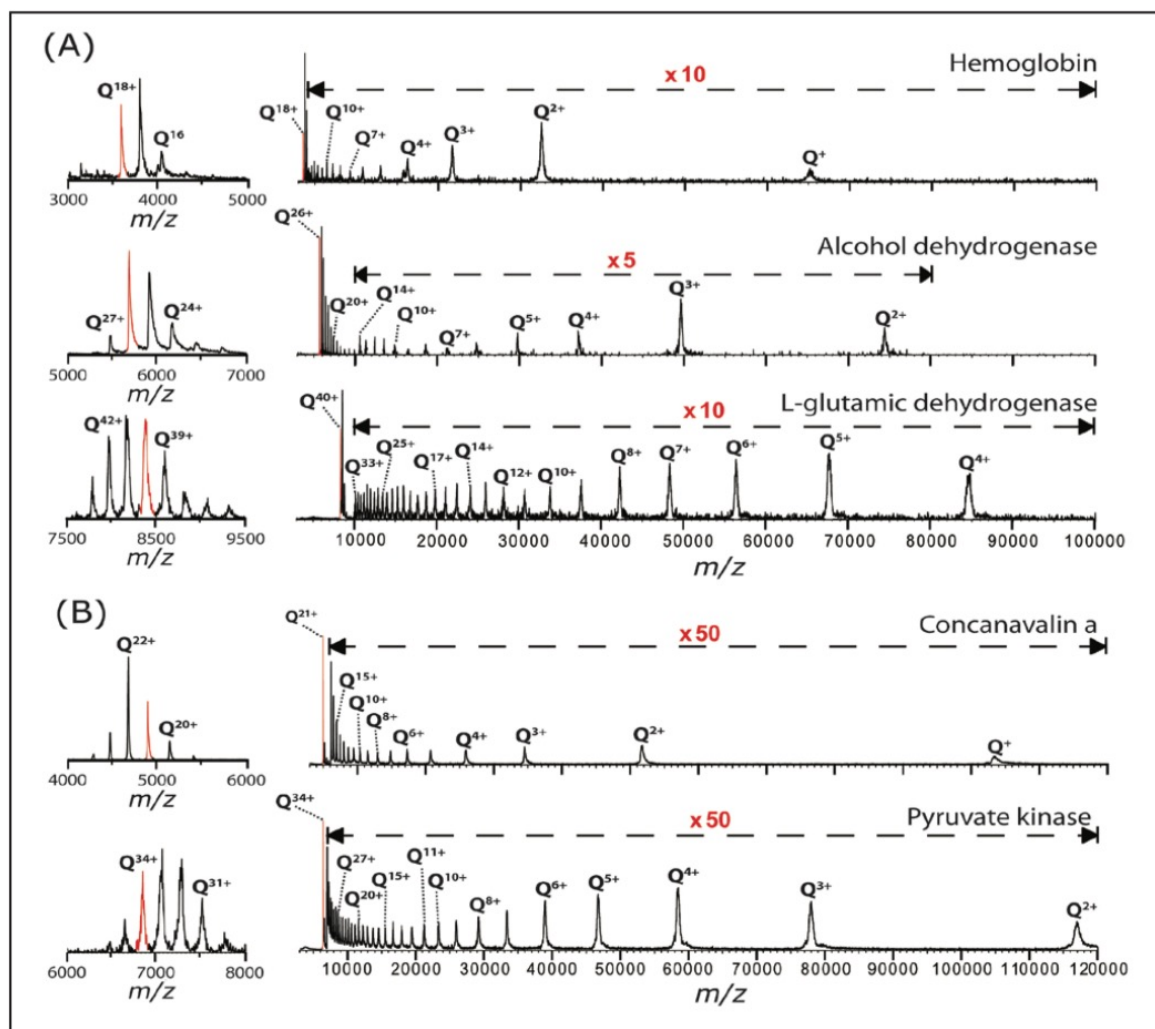 (A)
x 10
Hemoglobin
Q¹⁸⁺
Q¹⁶
3000 4000 5000
m/z
Q¹⁸⁺ Q¹⁰⁺ Q⁷⁺ Q⁴⁺ Q³⁺ Q²⁺ Q⁺
x 5
Alcohol dehydrogenase
Q²⁷⁺ Q²⁴⁺
5000 6000 7000
m/z
Q²⁶⁺ Q²⁰⁺ Q¹⁴⁺ Q¹⁰⁺ Q⁷⁺ Q⁵⁺ Q⁴⁺ Q³⁺ Q²⁺
x 10
L-glutamic dehydrogenase
Q⁴²⁺ Q³⁹⁺
7500 8500 9500
m/z
Q⁴⁰⁺ Q³³⁺ Q²⁵⁺ Q¹⁷⁺ Q¹⁴⁺ Q¹²⁺ Q¹⁰⁺ Q⁸⁺ Q⁷⁺ Q⁶⁺ Q⁵⁺ Q⁴⁺
10000 20000 30000 40000 50000 60000 70000 80000 90000 100000
m/z
(B)
x 50
Concanavalin a
Q²²⁺ Q²⁰⁺
4000 5000 6000
m/z
Q²¹⁺ Q¹⁵⁺ Q¹⁰⁺ Q⁸⁺ Q⁶⁺ Q⁴⁺ Q³⁺ Q²⁺ Q⁺
x 50
Pyruvate kinase
Q³⁴⁺ Q³¹⁺
6000 7000 8000
m/z
Q³⁴⁺ Q²⁷⁺ Q²⁰⁺ Q¹⁵⁺ Q¹¹⁺ Q¹⁰⁺ Q⁸⁺ Q⁶⁺ Q⁵⁺ Q⁴⁺ Q³⁺ Q²⁺
10000 20000 30000 40000 50000 60000 70000 80000 90000 100000 110000 120000
m/z